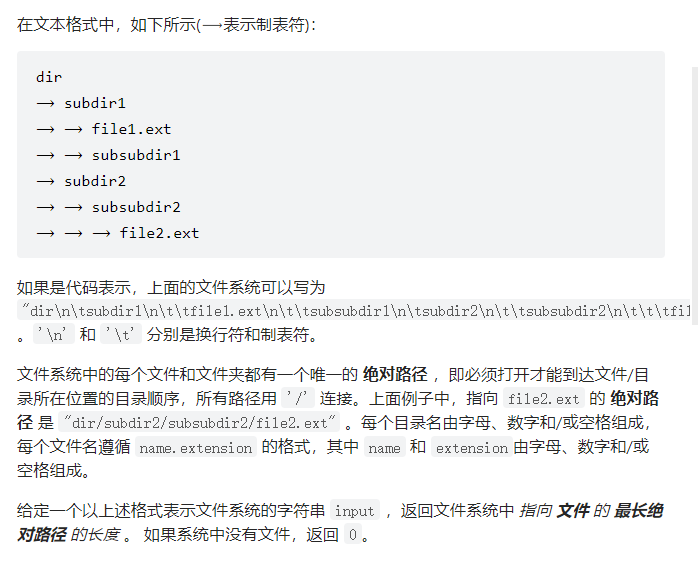 在文本格式中，如下所示(⟶表示制表符)：
dir
⟶ subdir1
⟶ ⟶ file1.ext
⟶ ⟶ subsubdir1
⟶ subdir2
⟶ ⟶ subsubdir2
⟶ ⟶ ⟶ file2.ext
如果是代码表示，上面的文件系统可以写为
"dir\n\tsubdir1\n\t\tfile1.ext\n\t\tsubsubdir1\n\tsubdir2\n\t\tsubsubdir2\n\t\t\tfil
。'\n' 和 '\t' 分别是换行符和制表符。
文件系统中的每个文件和文件夹都有一个唯一的 绝对路径 ，即必须打开才能到达文件/目
录所在位置的目录顺序，所有路径用 '/' 连接。上面例子中，指向 file2.ext 的 绝对路
径 是 "dir/subdir2/subsubdir2/file2.ext" 。每个目录名由字母、数字和/或空格组成，
每个文件名遵循 name.extension 的格式，其中 name 和 extension由字母、数字和/或
空格组成。
给定一个以上述格式表示文件系统的字符串 input ，返回文件系统中 指向 文件 的 最长绝
对路径 的长度 。 如果系统中没有文件，返回 0。